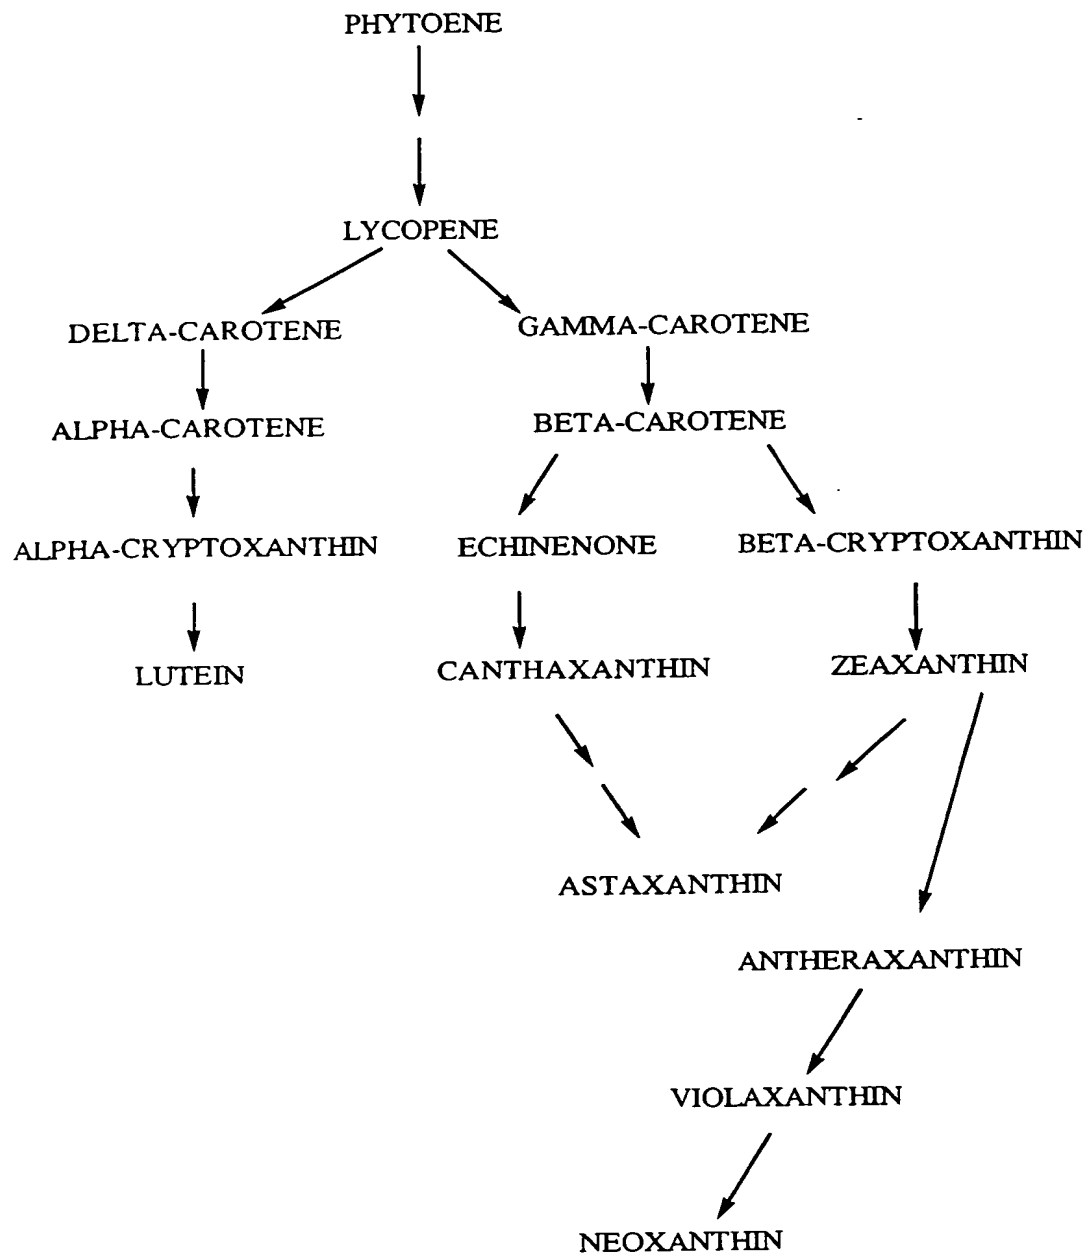 PHYTOENE
LYCOPENE
DELTA-CAROTENE
GAMMA-CAROTENE
ALPHA-CAROTENE
BETA-CAROTENE
ALPHA-CRYPTOXANTHIN
ECHINENONE
BETA-CRYPTOXANTHIN
LUTEIN
CANTHAXANTHIN
ZEAXANTHIN
ASTAXANTHIN
ANTHERAXANTHIN
VIOLAXANTHIN
NEOXANTHIN